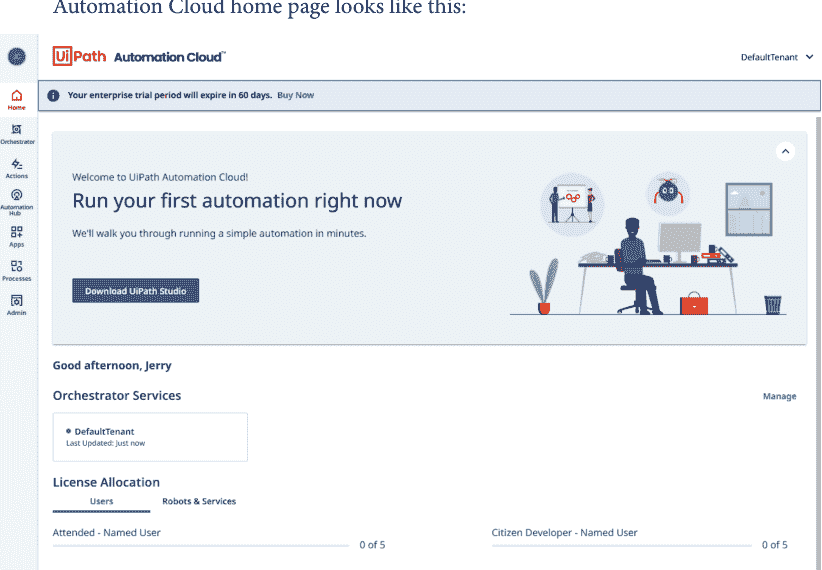 Automation Cloud home page looks like this:
UiPath Automation Cloud™
DefaultTenant
Your enterprise trial period will expire in 60 days. Buy Now
Home
Orchestrator
Actions
Automation
Hub
Apps
Processes
Admin
Welcome to UiPath Automation Cloud!
Run your first automation right now
We'll walk you through running a simple automation in minutes.
Download UiPath Studio
Good afternoon, Jerry
Orchestrator Services
Manage
DefaultTenant
Last Updated: Just now
License Allocation
Users Robots & Services
Attended - Named User
0 of 5
Citizen Developer - Named User
0 of 5